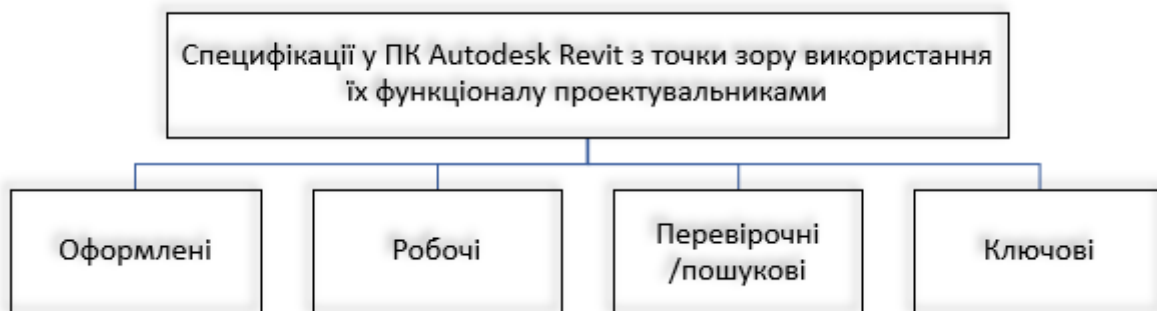 Специфікації у ПК Autodesk Revit з точки зору використання
їх функціоналу проектувальниками
Оформлені
Робочі
Перевірочні
/пошукові
Ключові